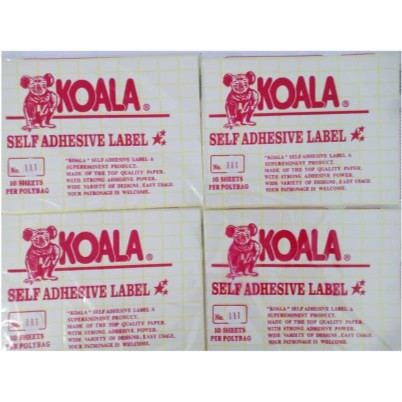 KOALA®
SELF ADHESIVE LABEL
No. 111
10 SHEETS
PER POLYBAG
"KOALA" SELF ADHESIVE LABEL A
SUPEREMINENT PRODUCT.
MADE OF THE TOP QUALITY PAPER,
WITH STRONG ADHESIVE POWER.
WIDE VARIETY OF DESIGNS, EASY USAGE.
YOUR PATRONAGE IS WELCOME.
KOALA®
SELF ADHESIVE LABEL
No. 111
10 SHEETS
PER POLYBAG
"KOALA" SELF ADHESIVE LABEL A
SUPEREMINENT PRODUCT.
MADE OF THE TOP QUALITY PAPER,
WITH STRONG ADHESIVE POWER.
WIDE VARIETY OF DESIGNS, EASY USAGE.
YOUR PATRONAGE IS WELCOME.
KOALA®
SELF ADHESIVE LABEL
No. 111
10 SHEETS
PER POLYBAG
"KOALA" SELF ADHESIVE LABEL A
SUPEREMINENT PRODUCT.
MADE OF THE TOP QUALITY PAPER,
WITH STRONG ADHESIVE POWER.
WIDE VARIETY OF DESIGNS, EASY USAGE.
YOUR PATRONAGE IS WELCOME.
KOALA®
SELF ADHESIVE LABEL
No. 111
10 SHEETS
PER POLYBAG
"KOALA" SELF ADHESIVE LABEL A
SUPEREMINENT PRODUCT.
MADE OF THE TOP QUALITY PAPER,
WITH STRONG ADHESIVE POWER.
WIDE VARIETY OF DESIGNS, EASY USAGE.
YOUR PATRONAGE IS WELCOME.